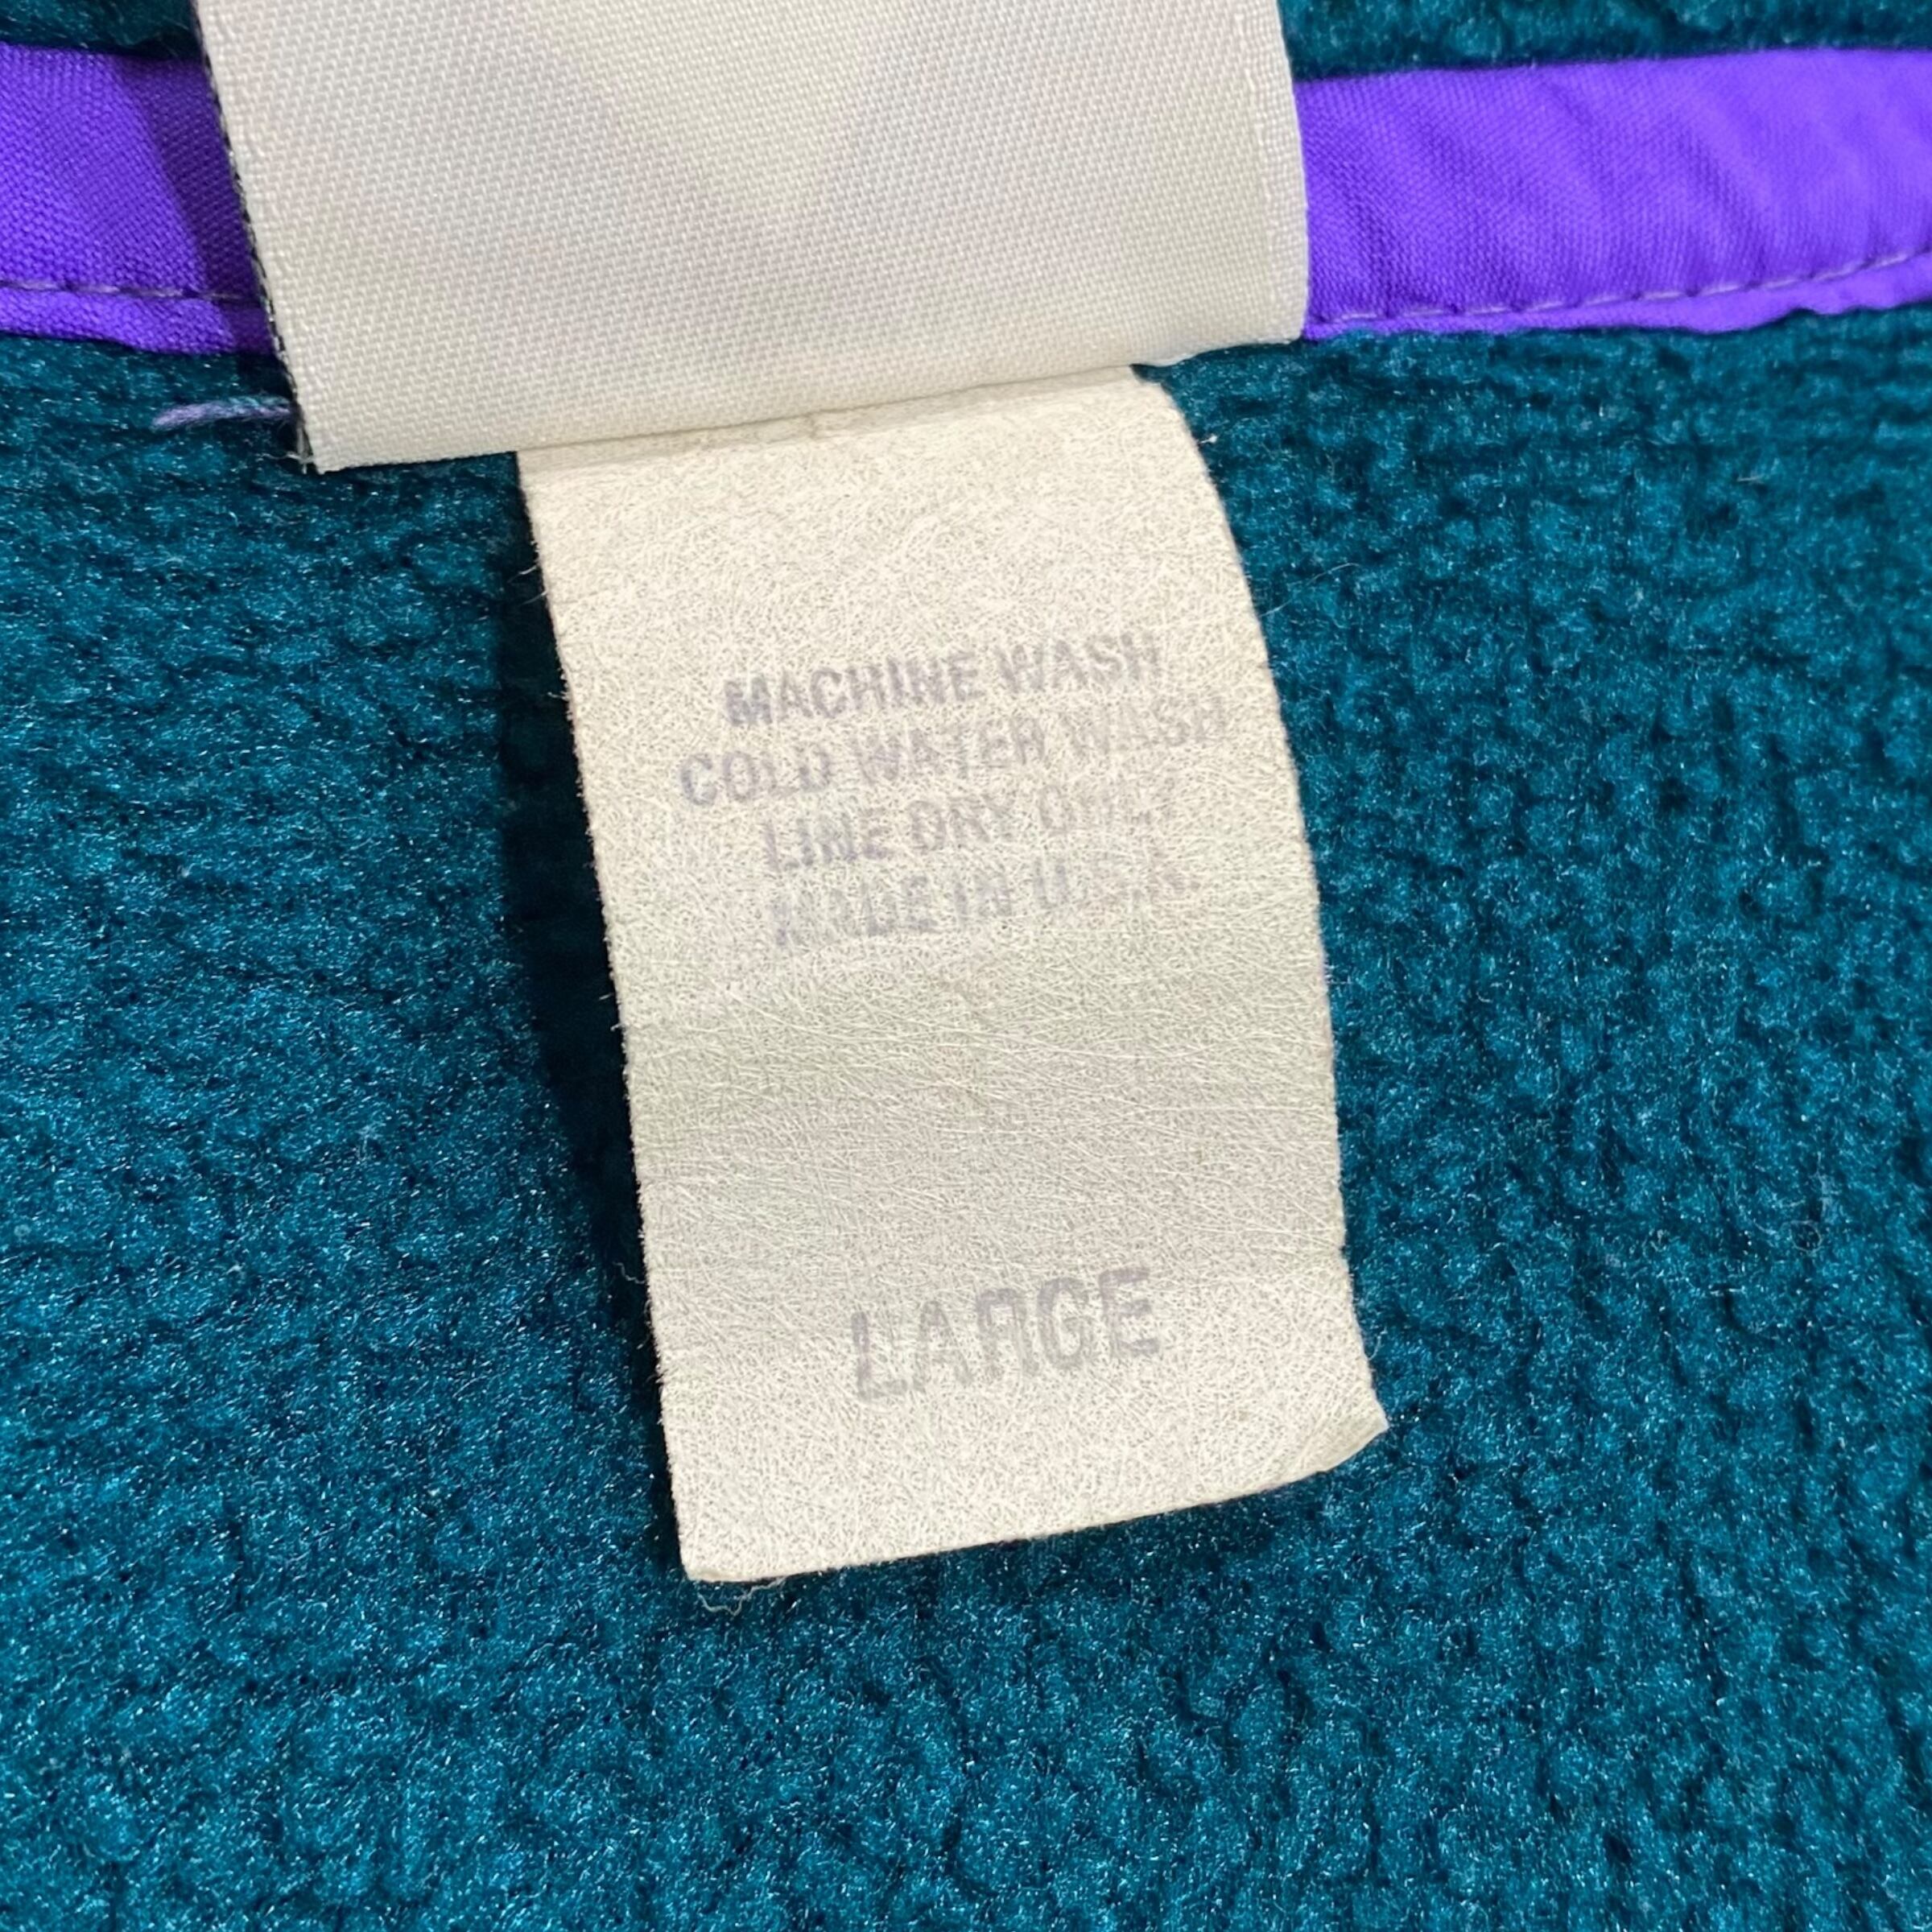 MACHINE WASH
COLD WATER WASH
LINE DRY ONLY
MADE IN U.S.A.
LARGE